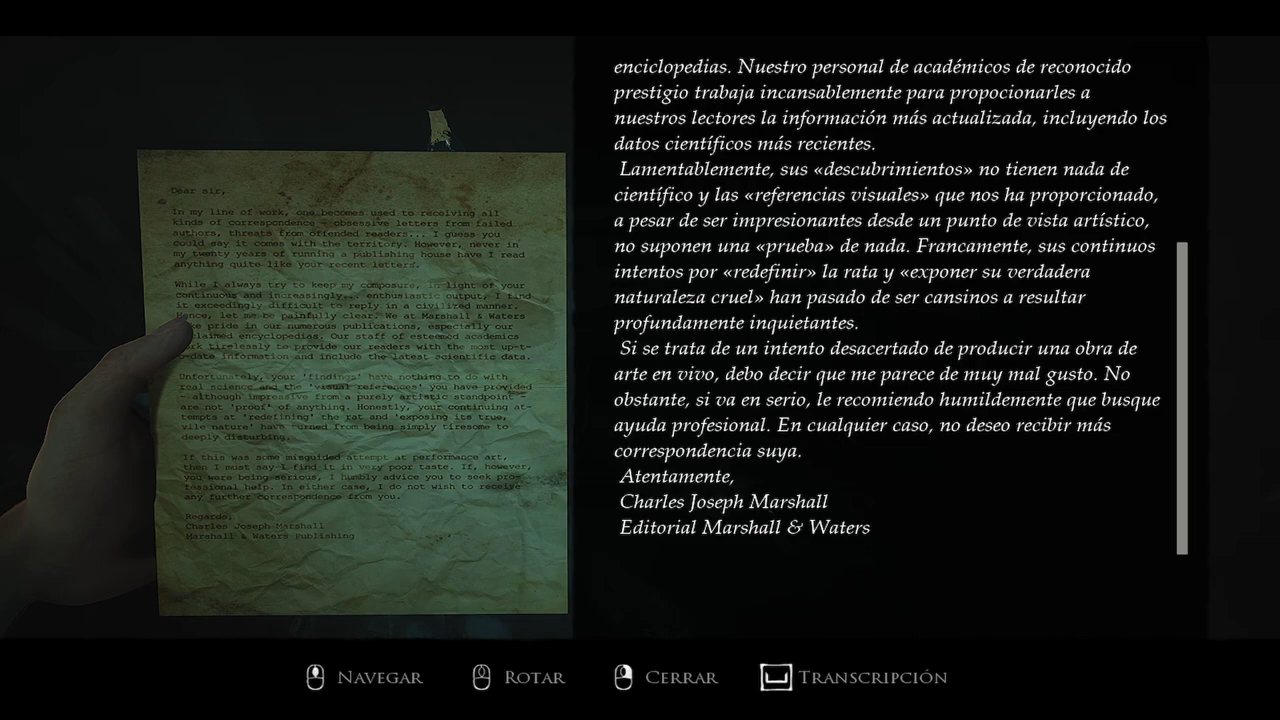 Dear sir,
In my line of work, one becomes used to receiving all
kinds of correspondence - obsessive letters from failed
authors, threats from offended readers... I guess you
could say it comes with the territory. However, never in
my twenty years of running a publishing house have I read
anything quite like your recent letters.
While I always try to keep my composure, in light of your
continuous and increasingly... enthusiastic output, I find
it exceedingly difficult to reply in a civilized manner.
Hence, let me be painfully clear. We at Marshall & Waters
pride in our numerous publications, especially our
encyclopedias. Our staff of esteemed academics
tirelessly to provide our readers with the most up-t-
o-date information and include the latest scientific data.
Unfortunately, your 'findings' have nothing to do with
real science and the 'visual references' you have provided
- although impressive from a purely artistic standpoint -
are not 'proof' of anything. Honestly, your continuing at-
tempts at 'redefining' the rat and 'exposing its true,
vile nature' have turned from being simply tiresome to
deeply disturbing.
If this was some misguided attempt at performance art,
then I must say I find it in very poor taste. If, however,
you were being serious, I humbly advice you to seek pro-
fessional help. In either case, I do not wish to receive
any further correspondence from you.
Regards,
Charles Joseph Marshall
Marshall & Waters Publishing
enciclopedias. Nuestro personal de académicos de reconocido
prestigio trabaja incansablemente para propocionarles a
nuestros lectores la información más actualizada, incluyendo los
datos científicos más recientes.
Lamentablemente, sus «descubrimientos» no tienen nada de
científico y las «referencias visuales» que nos ha proporcionado,
a pesar de ser impresionantes desde un punto de vista artístico,
no suponen una «prueba» de nada. Francamente, sus continuos
intentos por «redefinir» la rata y «exponer su verdadera
naturaleza cruel» han pasado de ser cansinos a resultar
profundamente inquietantes.
Si se trata de un intento desacertado de producir una obra de
arte en vivo, debo decir que me parece de muy mal gusto. No
obstante, si va en serio, le recomiendo humildemente que busque
ayuda profesional. En cualquier caso, no deseo recibir más
correspondencia suya.
Atentamente,
Charles Joseph Marshall
Editorial Marshall & Waters
NAVEGAR ROTAR CERRAR TRANSCRIPCIÓN